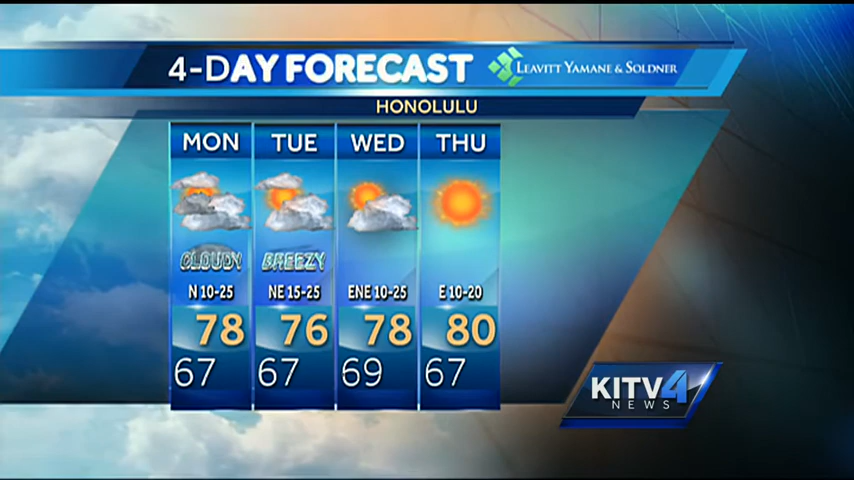 4-DAY FORECAST LEAVITT YAMANE & SOLDNER
HONOLULU
MON TUE WED THU
CLOUDY BREEZY
N 10-25 NE 15-25 ENE 10-25 E 10-20
78 76 78 80
67 67 69 67
KITV4
NEWS